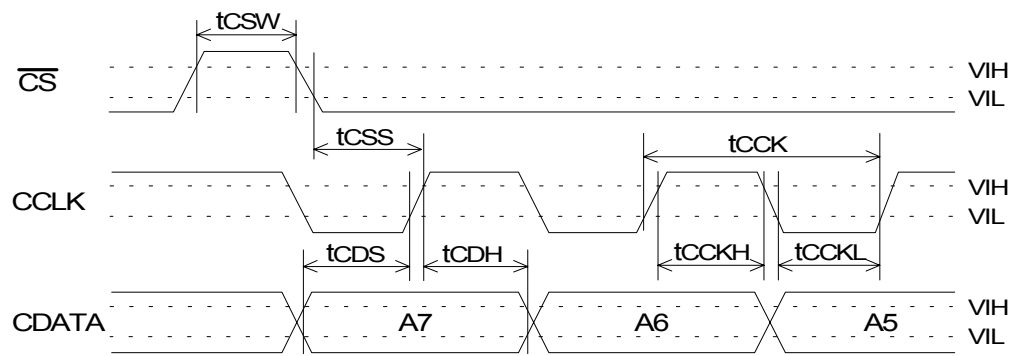 tCSW
CS
VIH
VIL
tCSS
tCCK
CCLK
VIH
VIL
tCDS
tCDH
tCCKH
tCCKL
CDATA
A7
A6
A5
VIH
VIL